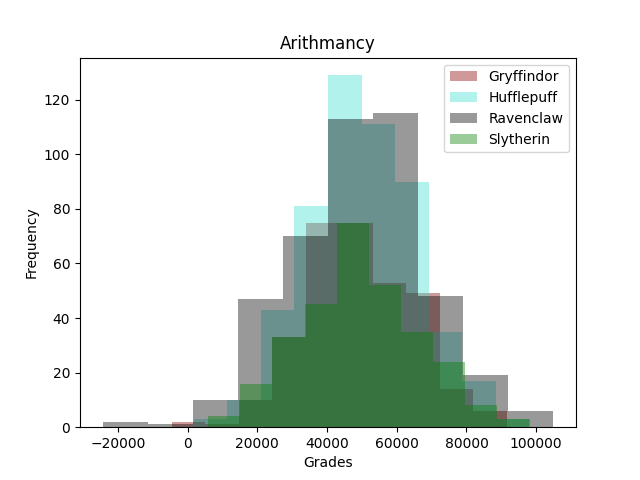 Arithmancy
Gryffindor
Hufflepuff
Ravenclaw
Slytherin
120
100
80
60
40
20
0
Frequency
−20000 0 20000 40000 60000 80000 100000
Grades